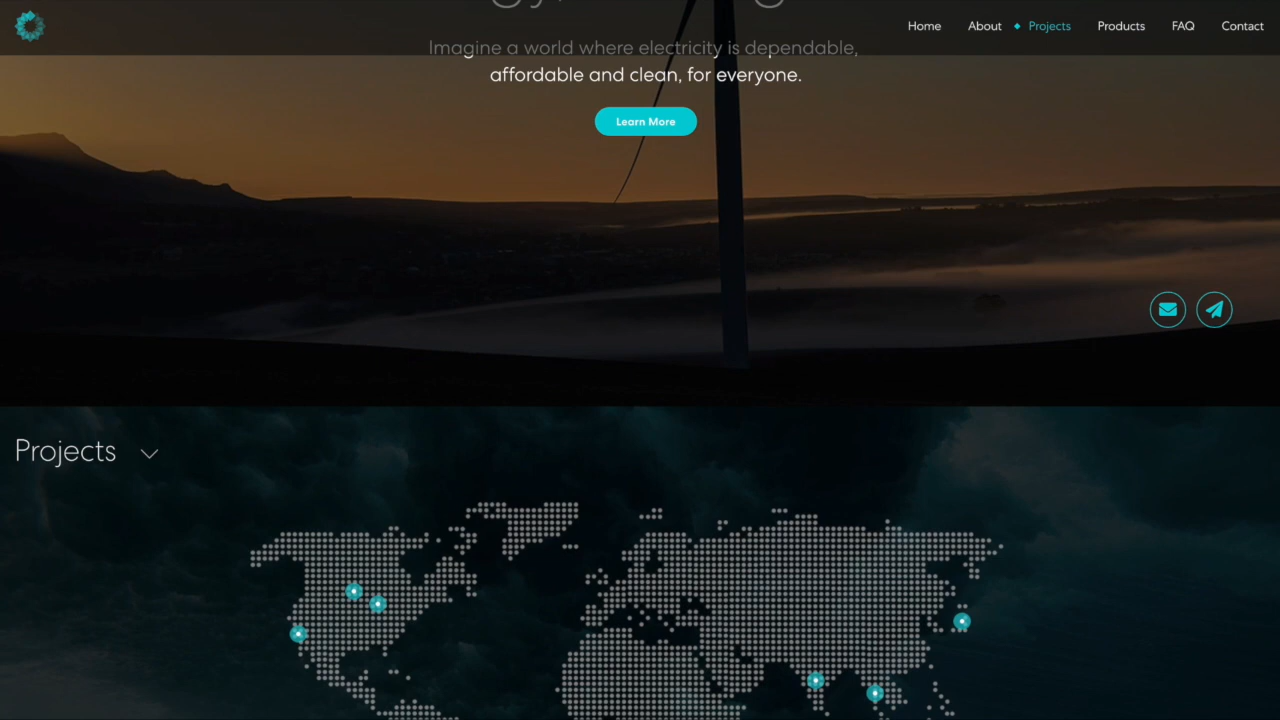 Home About Projects Products FAQ Contact
Imagine a world where electricity is dependable,
affordable and clean, for everyone.
Learn More
Projects